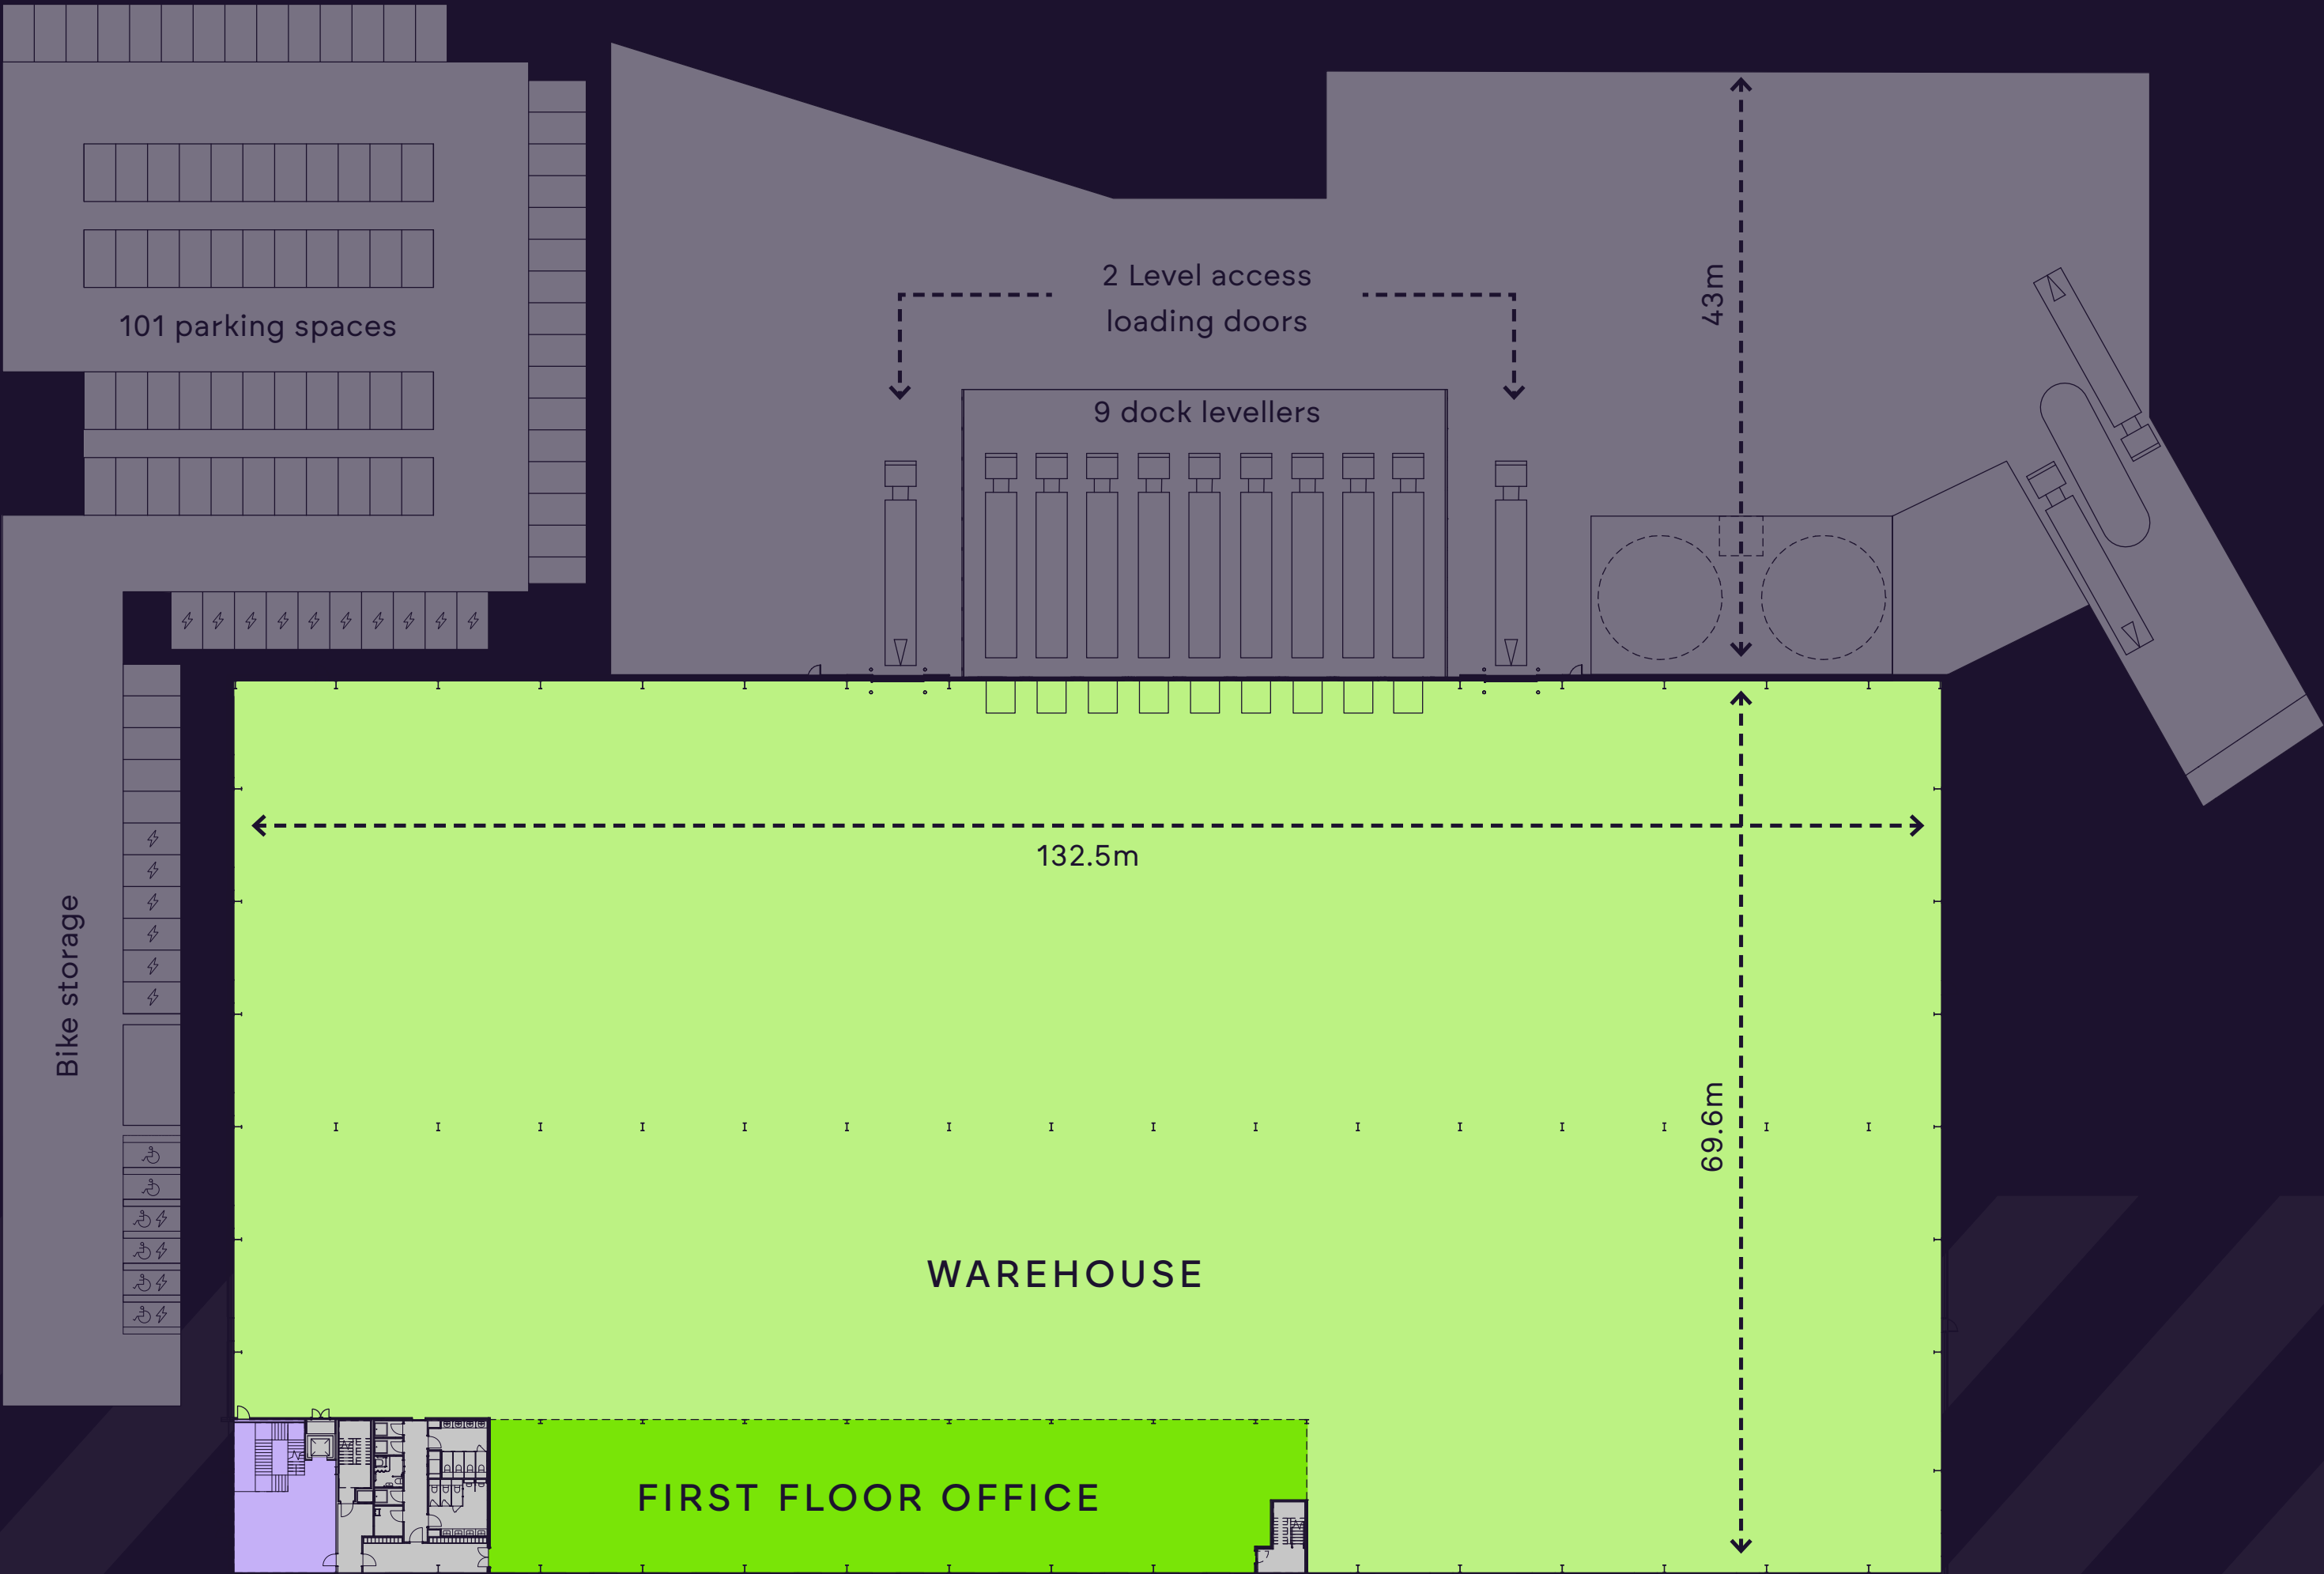 101 parking spaces
2 Level access
loading doors
43m
9 dock levellers
132.5m
Bike storage
69.6m
WAREHOUSE
FIRST FLOOR OFFICE